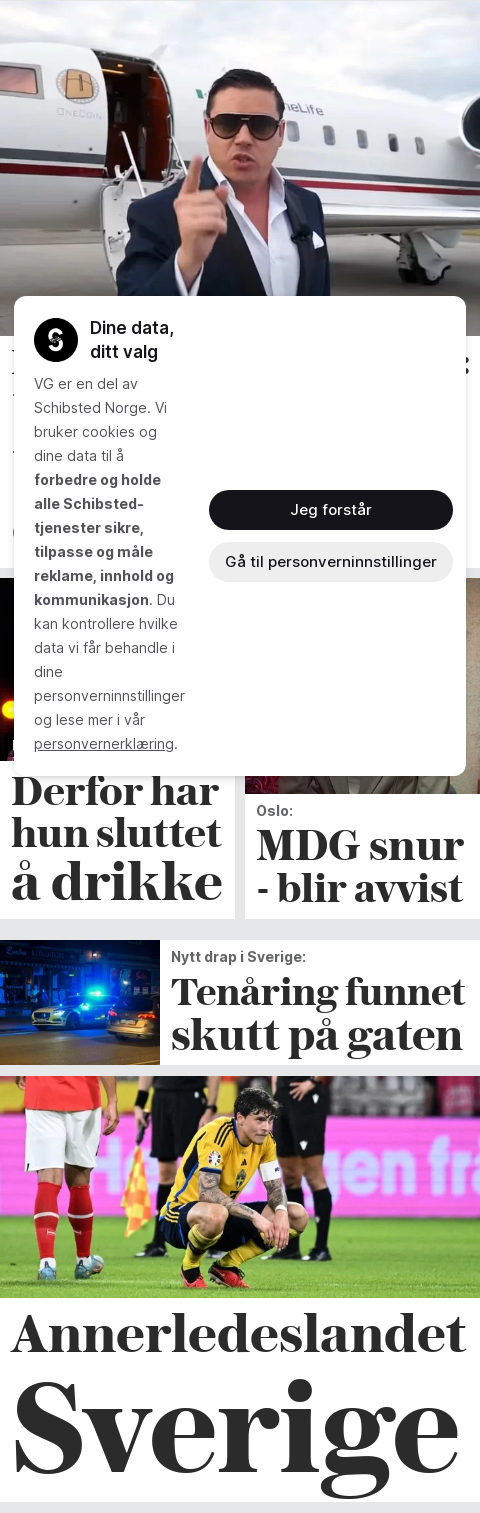 ONECOIN
neLife
Dine data,
ditt valg
VG er en del av
Schibsted Norge. Vi
bruker cookies og
dine data til å
forbedre og holde
alle Schibsted-
tjenester sikre,
tilpasse og måle
reklame, innhold og
kommunikasjon. Du
kan kontrollere hvilke
data vi får behandle i
dine
personverninnstillinger
og lese mer i vår
personvernerklæring.
Jeg forstår
Gå til personverninnstillinger
Derfor har
hun sluttet
å drikke
Oslo:
MDG snur
- blir avvist
Nytt drap i Sverige:
Tenåring funnet
skutt på gaten
Annerledeslandet
Sverige